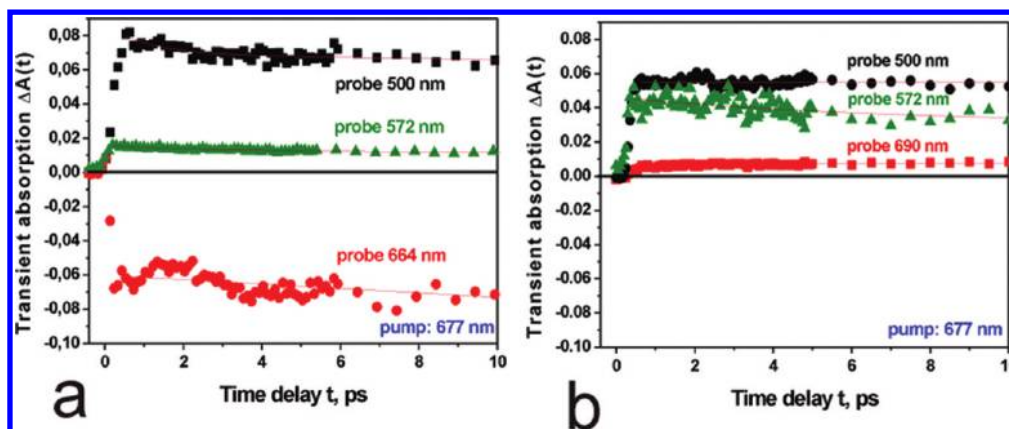 Transient absorption ΔA(t)
0,08
0,06
0,04
0,02
0,00
-0,02
-0,04
-0,06
-0,08
-0,10
probe 500 nm
probe 572 nm
probe 664 nm
pump: 677 nm
0 2 4 6 8 10
Time delay t, ps
a
Transient absorption ΔA(t)
0.08
0.06
0.04
0.02
0.00
-0.02
-0.04
-0.06
-0.08
-0.10
probe 500 nm
probe 572 nm
probe 690 nm
pump: 677 nm
0 2 4 6 8 10
Time delay t, ps
b